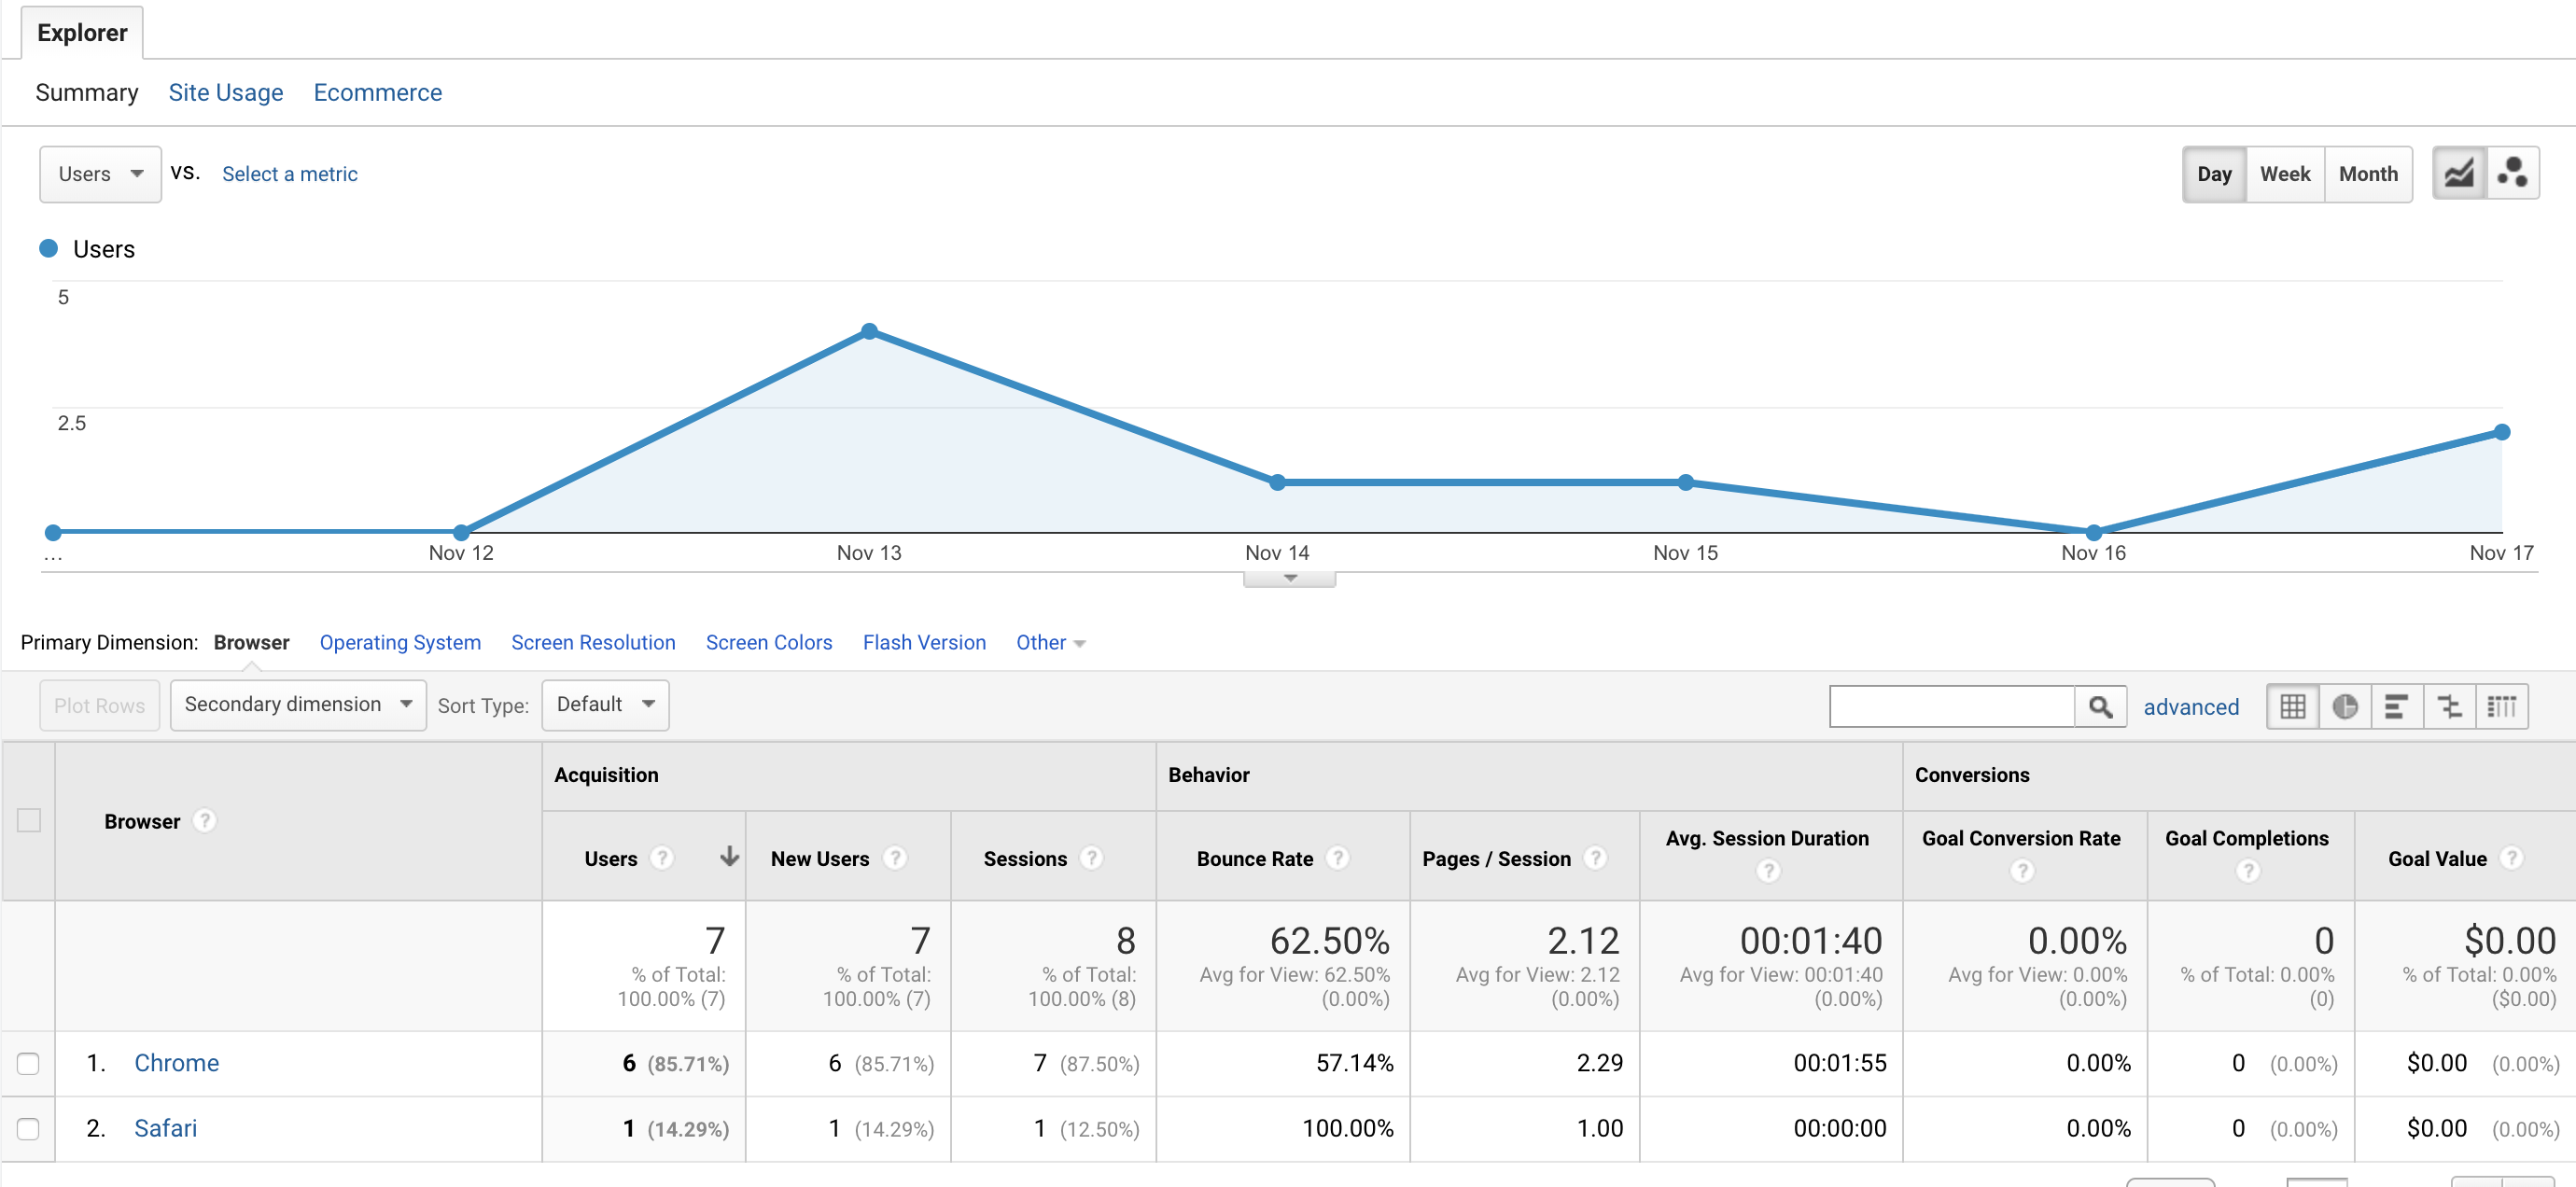 Explorer
Summary Site Usage Ecommerce
Users vs. Select a metric Day Week Month
Users
5
2.5
... Nov 12 Nov 13 Nov 14 Nov 15 Nov 16 Nov 17
Primary Dimension: Browser Operating System Screen Resolution Screen Colors Flash Version Other
Plot Rows Secondary dimension Sort Type: Default advanced
Acquisition Behavior Conversions
Browser ? Users ? New Users ? Sessions ? Bounce Rate ? Pages / Session ? Avg. Session Duration ? Goal Conversion Rate ? Goal Completions ? Goal Value ?
7 7 8 62.50% 2.12 00:01:40 0.00% 0 $0.00
% of Total: % of Total: % of Total: Avg for View: 62.50% Avg for View: 2.12 Avg for View: 00:01:40 Avg for View: 0.00% % of Total: 0.00% % of Total: 0.00%
100.00% (7) 100.00% (7) 100.00% (8) (0.00%) (0.00%) (0.00%) (0.00%) (0) ($0.00)
1. Chrome 6 (85.71%) 6 (85.71%) 7 (87.50%) 57.14% 2.29 00:01:55 0.00% 0 (0.00%) $0.00 (0.00%)
2. Safari 1 (14.29%) 1 (14.29%) 1 (12.50%) 100.00% 1.00 00:00:00 0.00% 0 (0.00%) $0.00 (0.00%)